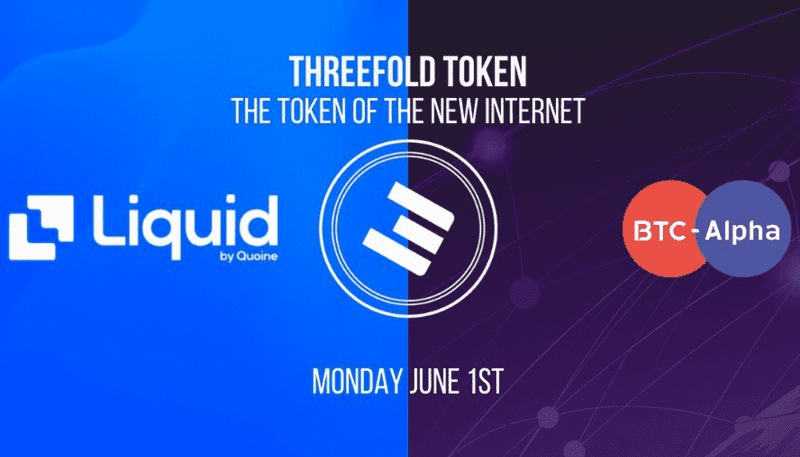 THREEFOLD TOKEN
THE TOKEN OF THE NEW INTERNET
Liquid
by Quoine
BTC-Alpha
MONDAY JUNE 1ST